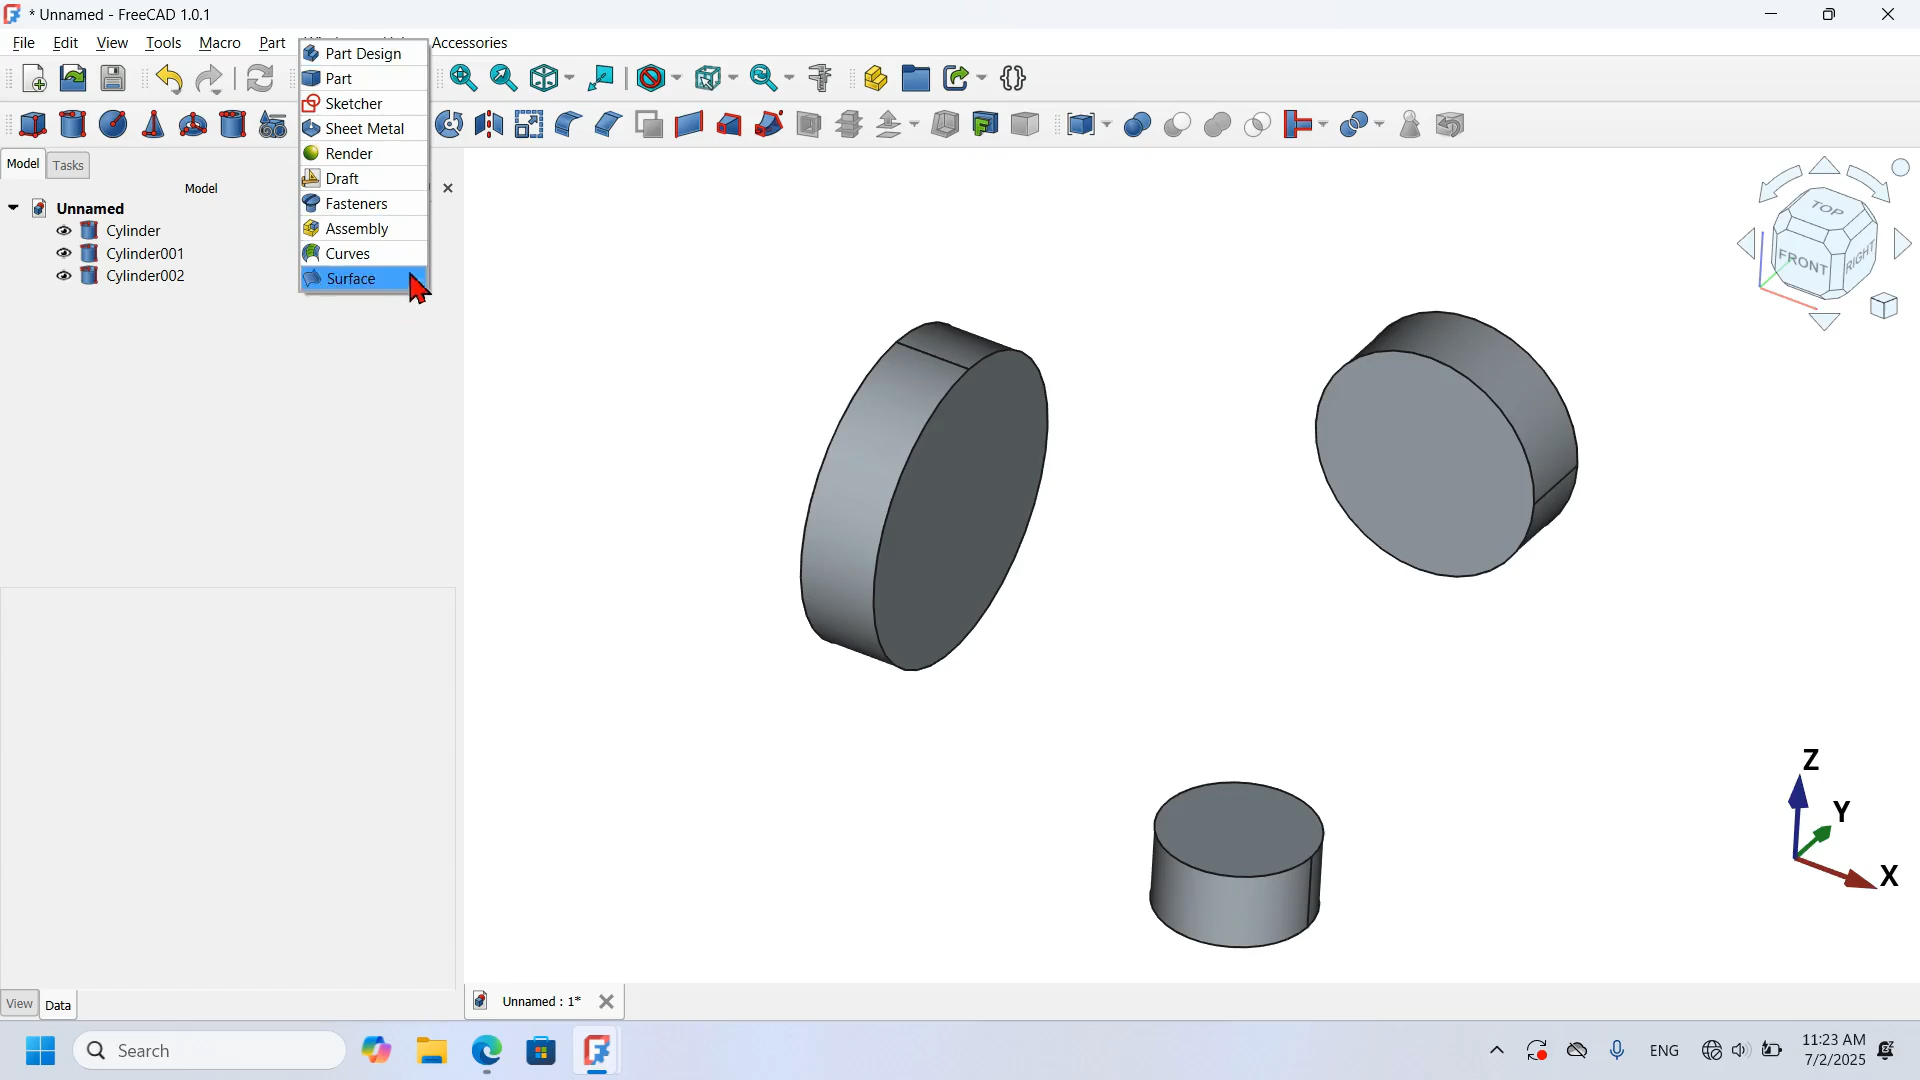 * Unnamed - FreeCAD 1.0.1
File Edit View Tools Macro Part Accessories
Part Design
Part
Sketcher
Sheet Metal
Render
Draft
Fasteners
Assembly
Curves
Surface
Model Tasks
Model
Unnamed
Cylinder
Cylinder001
Cylinder002
TOP
FRONT RIGHT
Z
Y
X
View Data
Unnamed : 1*
Search
ENG
11:23 AM
7/2/2025